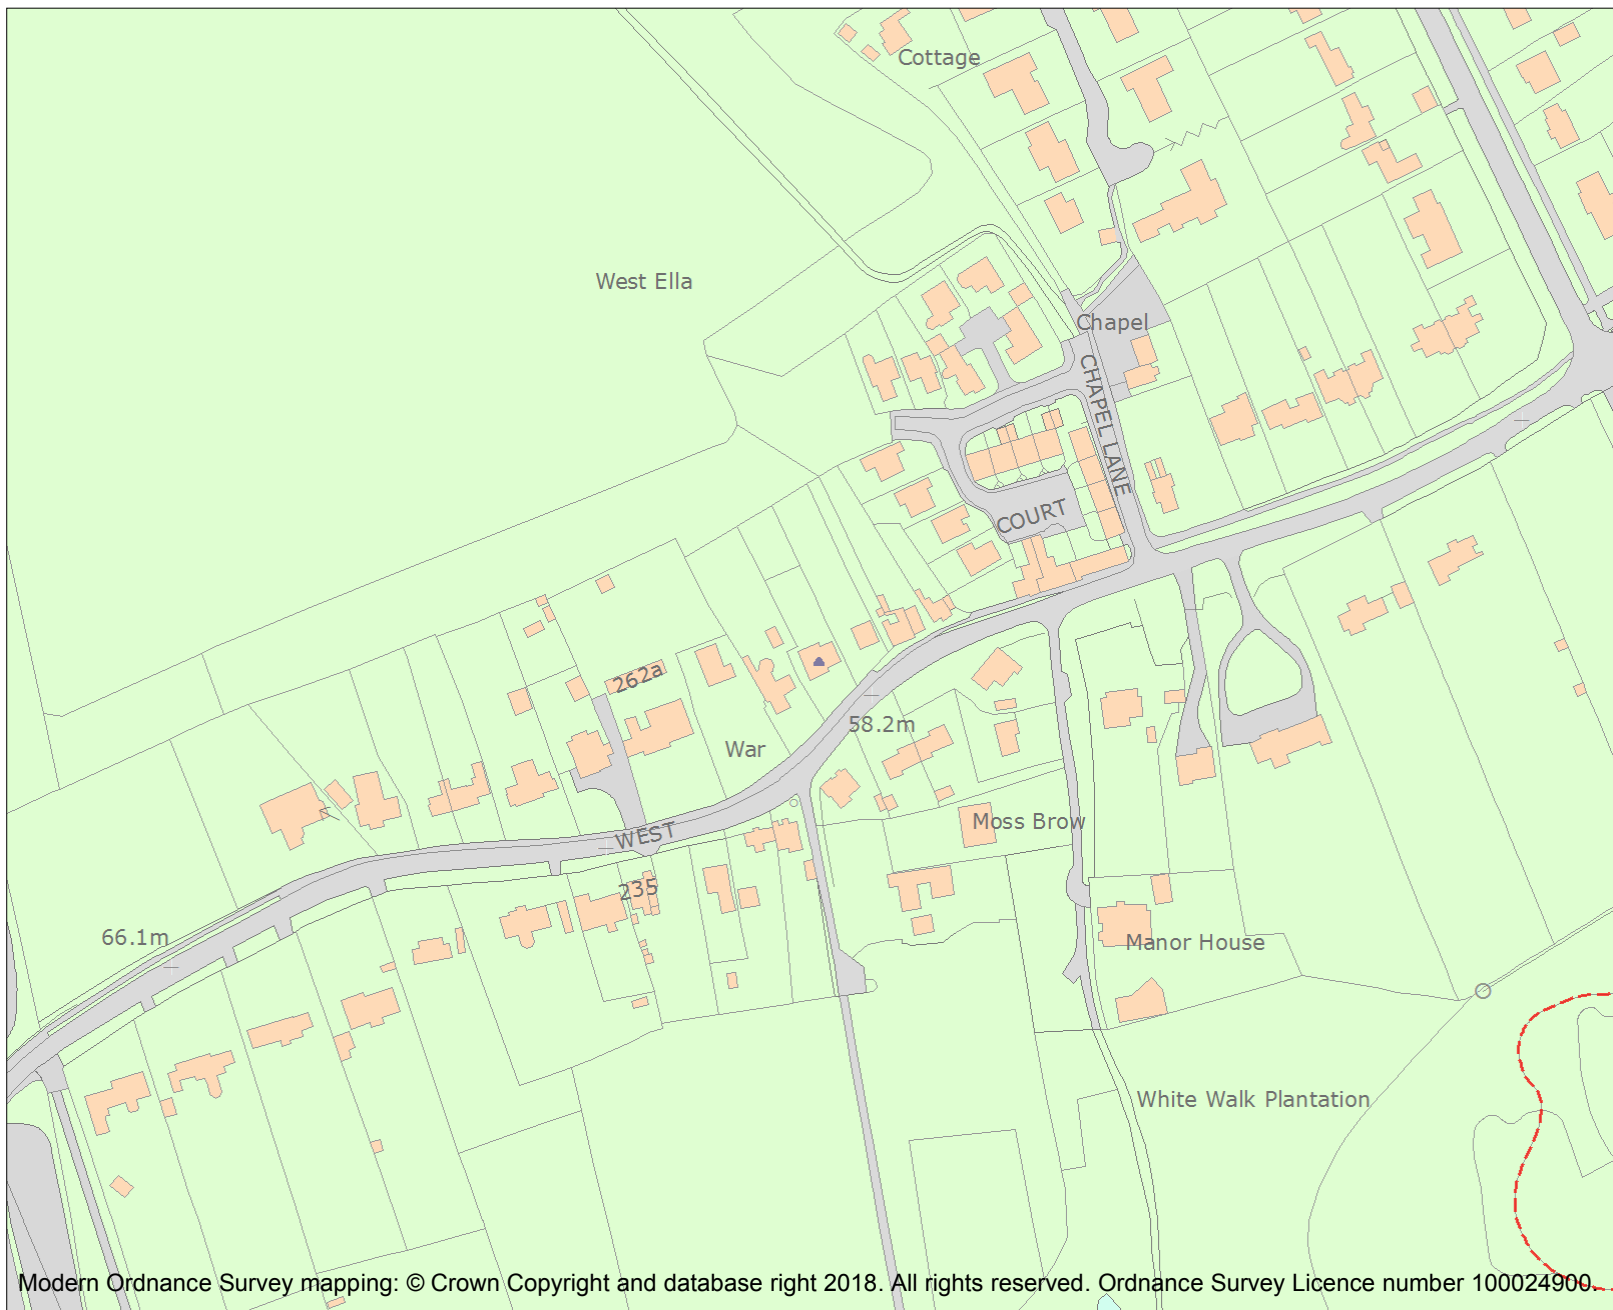 Cottage
West Ella
Chapel
CHAPEL LANE
COURT
262a
58.2m
War
Moss Brow
WEST
235
66.1m
Manor House
White Walk Plantation
Modern Ordnance Survey mapping: © Crown Copyright and database right 2018. All rights reserved. Ordnance Survey Licence number 100024900.